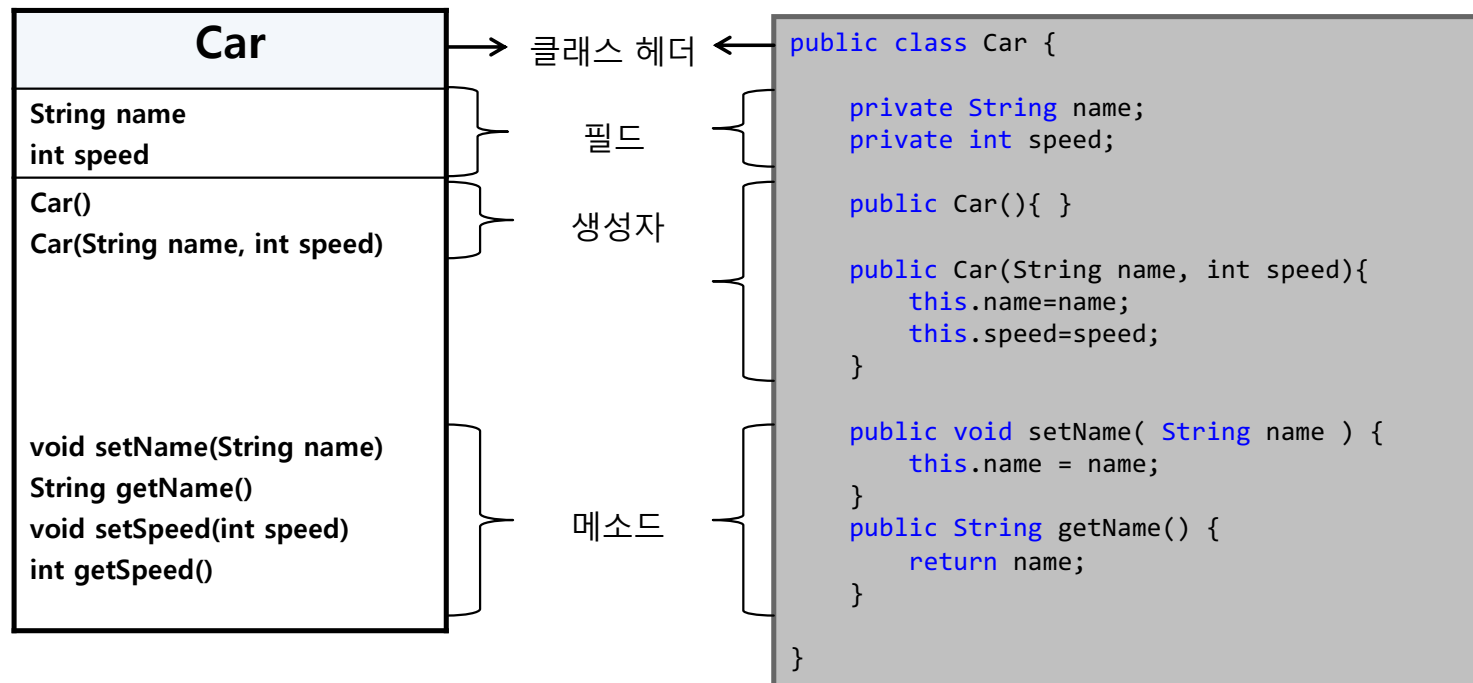 Car
String name
int speed
Car()
Car(String name, int speed)
void setName(String name)
String getName()
void setSpeed(int speed)
int getSpeed()
클래스 헤더
필드
생성자
메소드
public class Car {
private String name;
private int speed;
public Car(){ }
public Car(String name, int speed){
this.name=name;
this.speed=speed;
}
public void setName( String name ) {
this.name = name;
}
public String getName() {
return name;
}
}